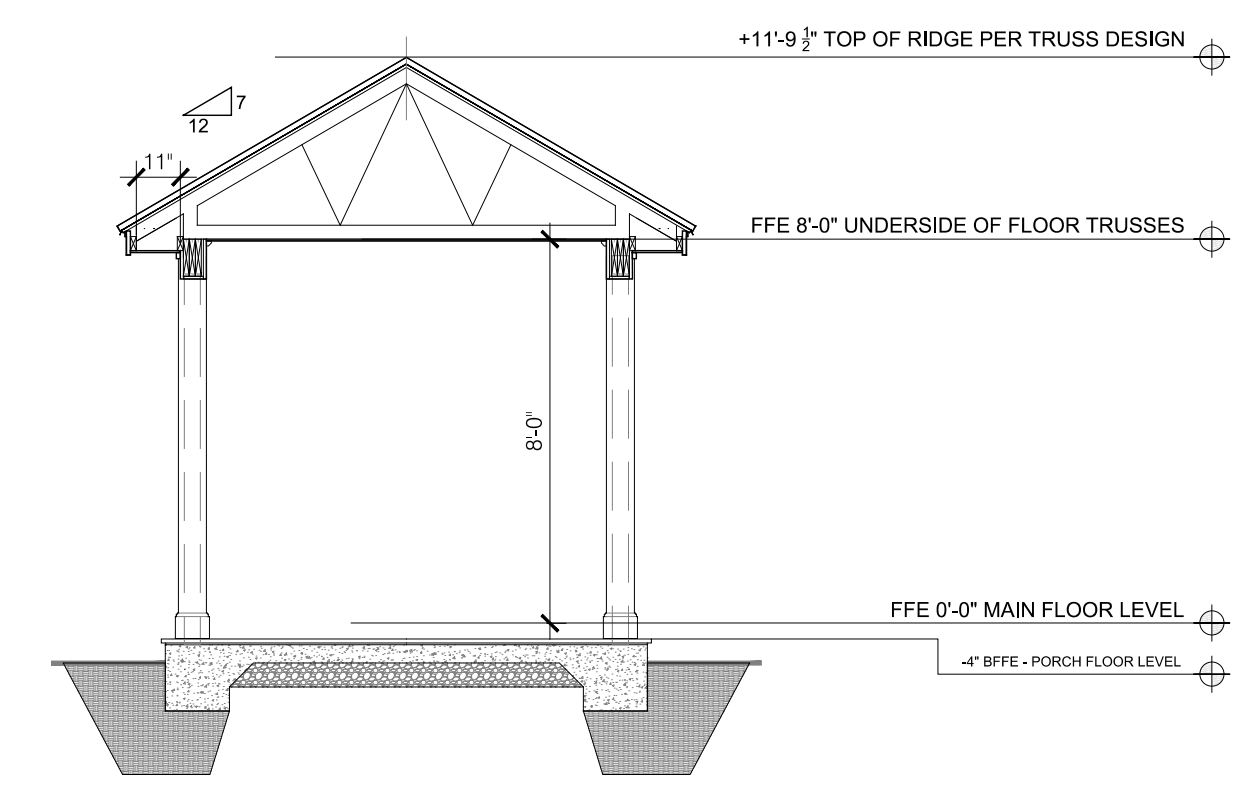 +11'-9 1/2" TOP OF RIDGE PER TRUSS DESIGN
7
12
11"
FFE 8'-0" UNDERSIDE OF FLOOR TRUSSES
8'-0"
FFE 0'-0" MAIN FLOOR LEVEL
-4" BFFE - PORCH FLOOR LEVEL